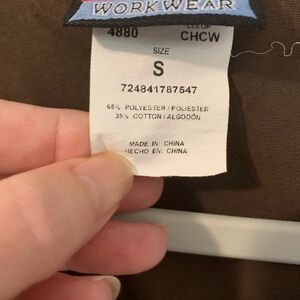 WORKWEAR
4880
COLOR
CHCW
SIZE
S
724841787547
65% POLYESTER / POLIESTER
35% COTTON / ALGODÓN
MADE IN: CHINA
HECHO EN: CHINA